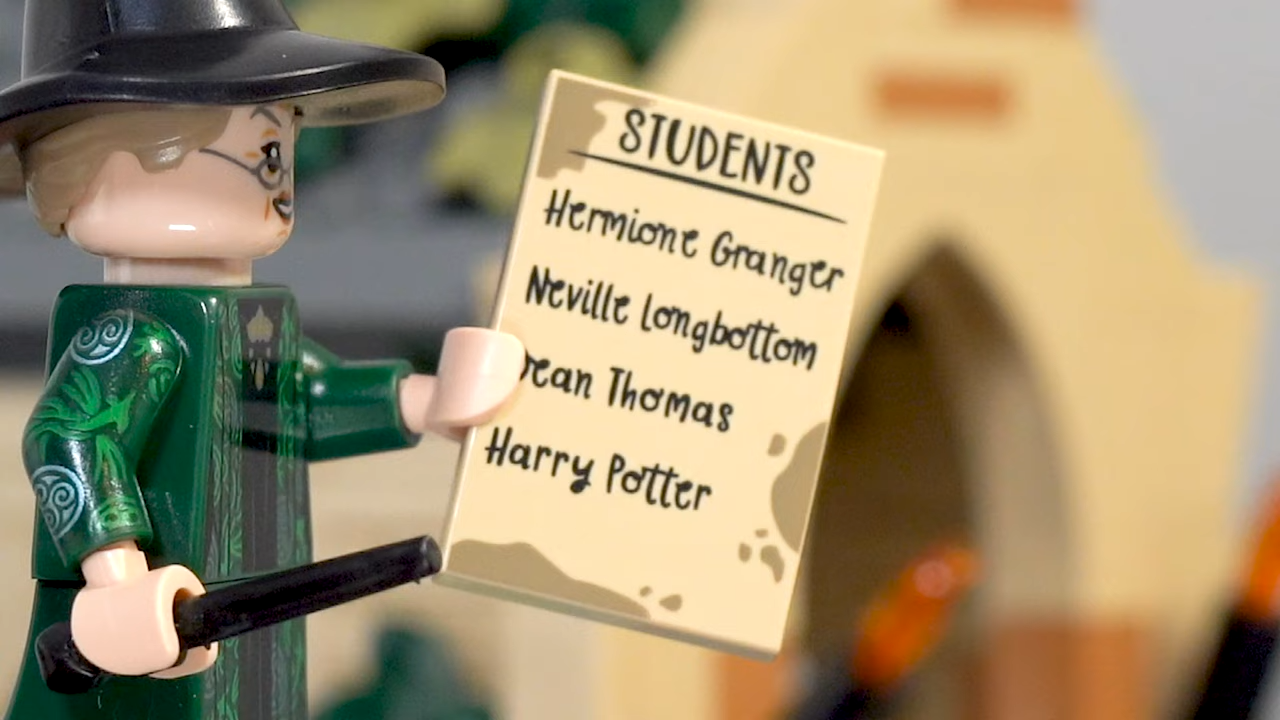 STUDENTS
Hermione Granger
Neville Longbottom
Dean Thomas
Harry Potter